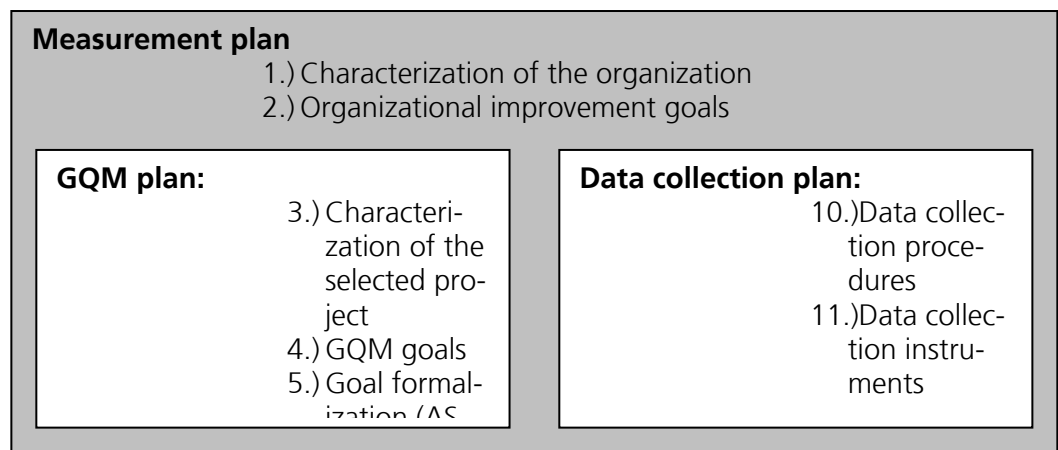 Measurement plan
1.) Characterization of the organization
2.) Organizational improvement goals
GQM plan:
3.) Characteri-
zation of the
selected pro-
ject
4.) GQM goals
5.) Goal formal-
ization (AS
Data collection plan:
10.)Data collec-
tion proce-
dures
11.)Data collec-
tion instru-
ments